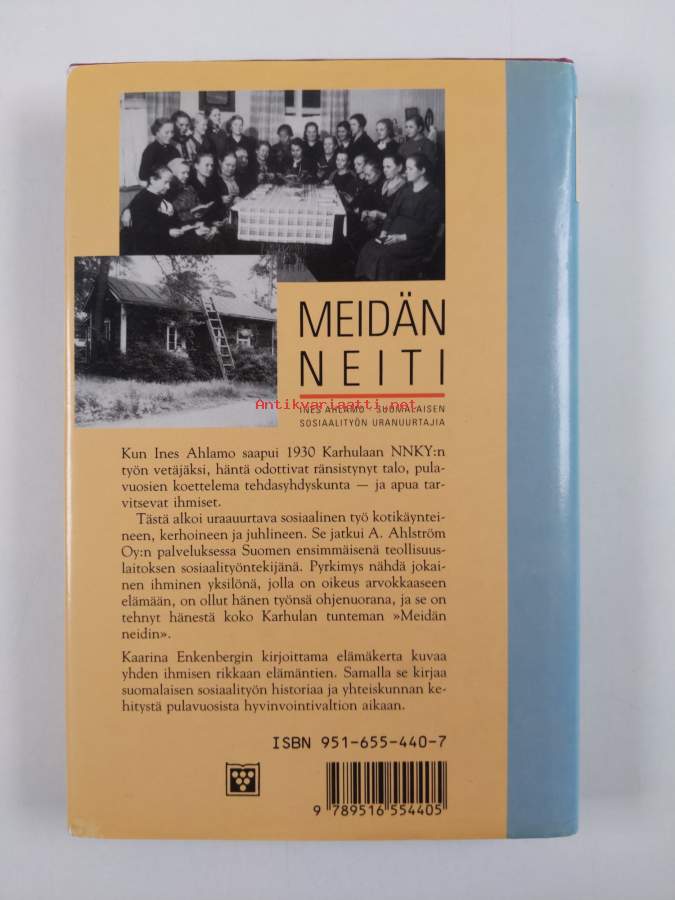 MEIDÄN
NEITI
Antikvariaatti.net
INES AHLAMO SUOMALAISEN
SOSIAALITYÖN URANUURTAJIA
Kun Ines Ahlamo saapui 1930 Karhulaan NNKY:n
työn vetäjäksi, häntä odottivat ränsistynyt talo, pula-
vuosien koettelema tehdasyhdyskunta — ja apua tar-
vitsevat ihmiset.
Tästä alkoi uraauurtava sosiaalinen työ kotikäyntei-
neen, kerhoineen ja juhlineen. Se jatkui A. Ahlström
Oy:n palveluksessa Suomen ensimmäisenä teollisuus-
laitoksen sosiaalityöntekijänä. Pyrkimys nähdä jokai-
nen ihminen yksilönä, jolla on oikeus arvokkaaseen
elämään, on ollut hänen työnsä ohjenuorana, ja se on
tehnyt hänestä koko Karhulan tunteman »Meidän
neidin».
Kaarina Enkenbergin kirjoittama elämäkerta kuvaa
yhden ihmisen rikkaan elämäntien. Samalla se kirjaa
suomalaisen sosiaalityön historiaa ja yhteiskunnan ke-
hitystä pulavuosista hyvinvointivaltion aikaan.
ISBN 951-655-440-7
9 789516 554405